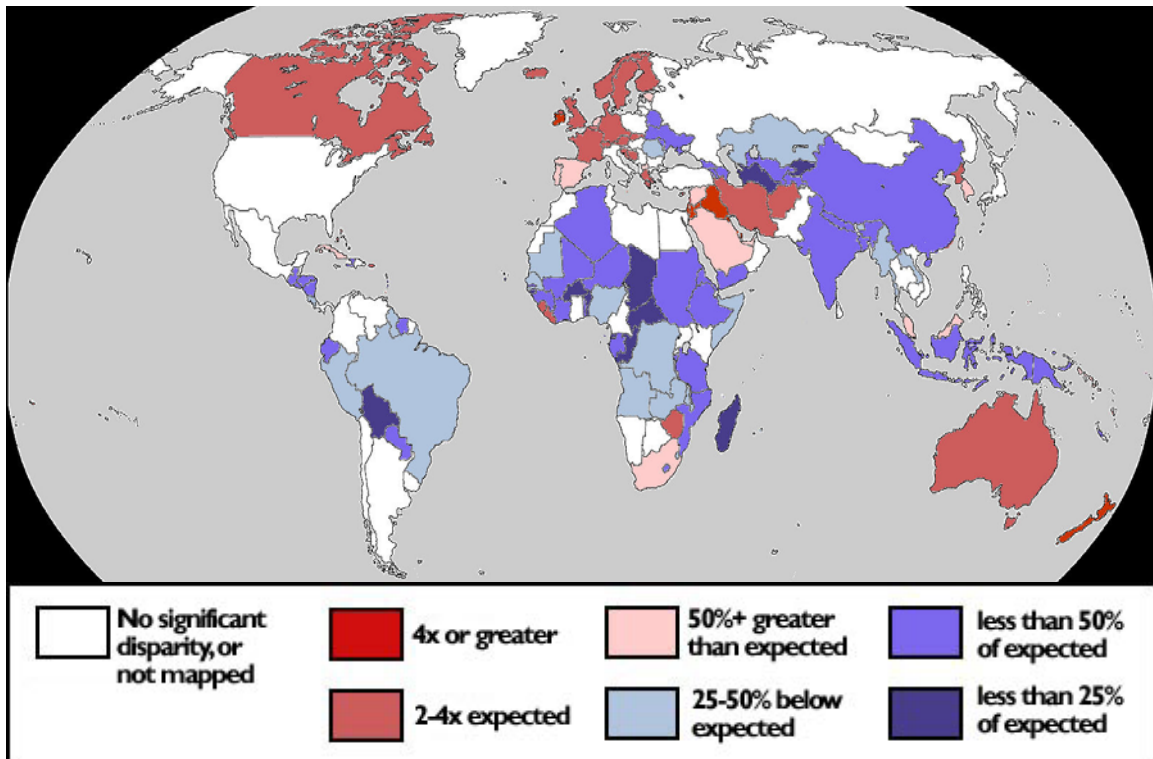 No significant
disparity, or
not mapped
4x or greater
2-4x expected
50%+ greater
than expected
25-50% below
expected
less than 50%
of expected
less than 25%
of expected